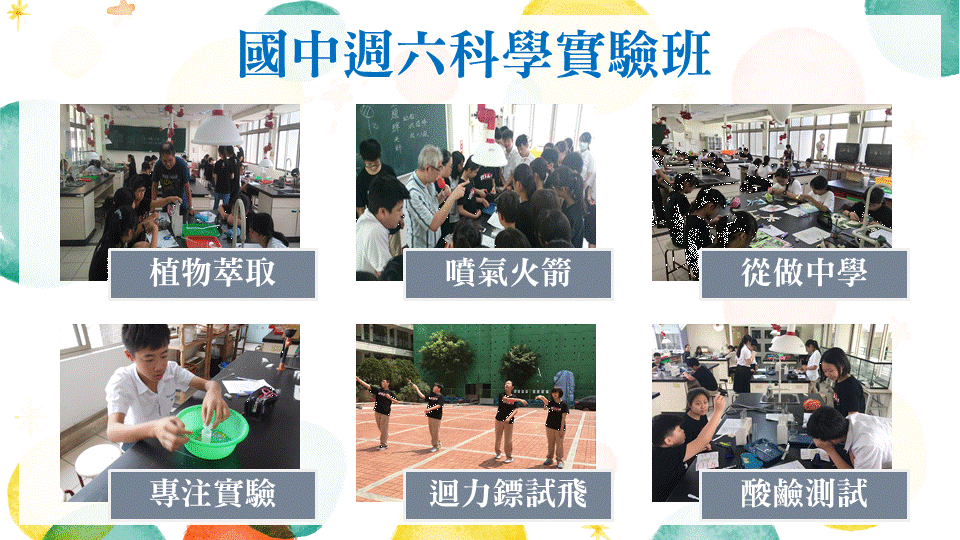 國中週六科學實驗班
植物萃取
噴氣火箭
從做中學
專注實驗
迴力鏢試飛
酸鹼測試